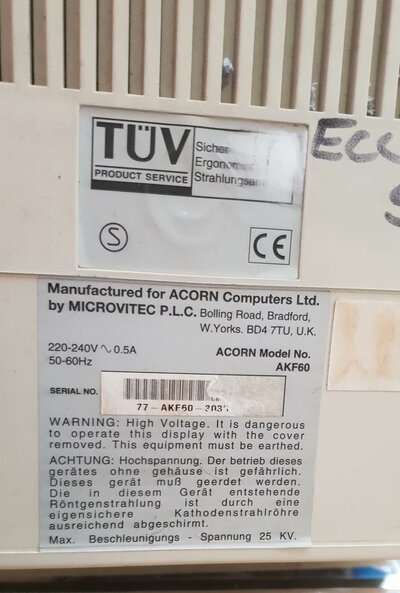 TÜV
PRODUCT SERVICE
Sicher
S
CE
Manufactured for ACORN Computers Ltd.
by MICROVITEC P.L.C. Bolling Road, Bradford,
W.Yorks. BD4 7TU, U.K.
220-240V ∿ 0.5A
50-60Hz
ACORN Model No.
AKF60
SERIAL NO.
77-AKF60-
WARNING: High Voltage. It is dangerous
to operate this display with the cover
removed. This equipment must be earthed.
ACHTUNG: Hochspannung. Der betrieb dieses
gerätes ohne gehäuse ist gefährlich.
Dieses gerät muß geerdet werden.
Die in diesem Gerät entstehende
Röntgenstrahlung ist durch eine
eigensichere Kathodenstrahlröhre
ausreichend abgeschirmt.
Max. Beschleunigungs - Spannung 25 KV.